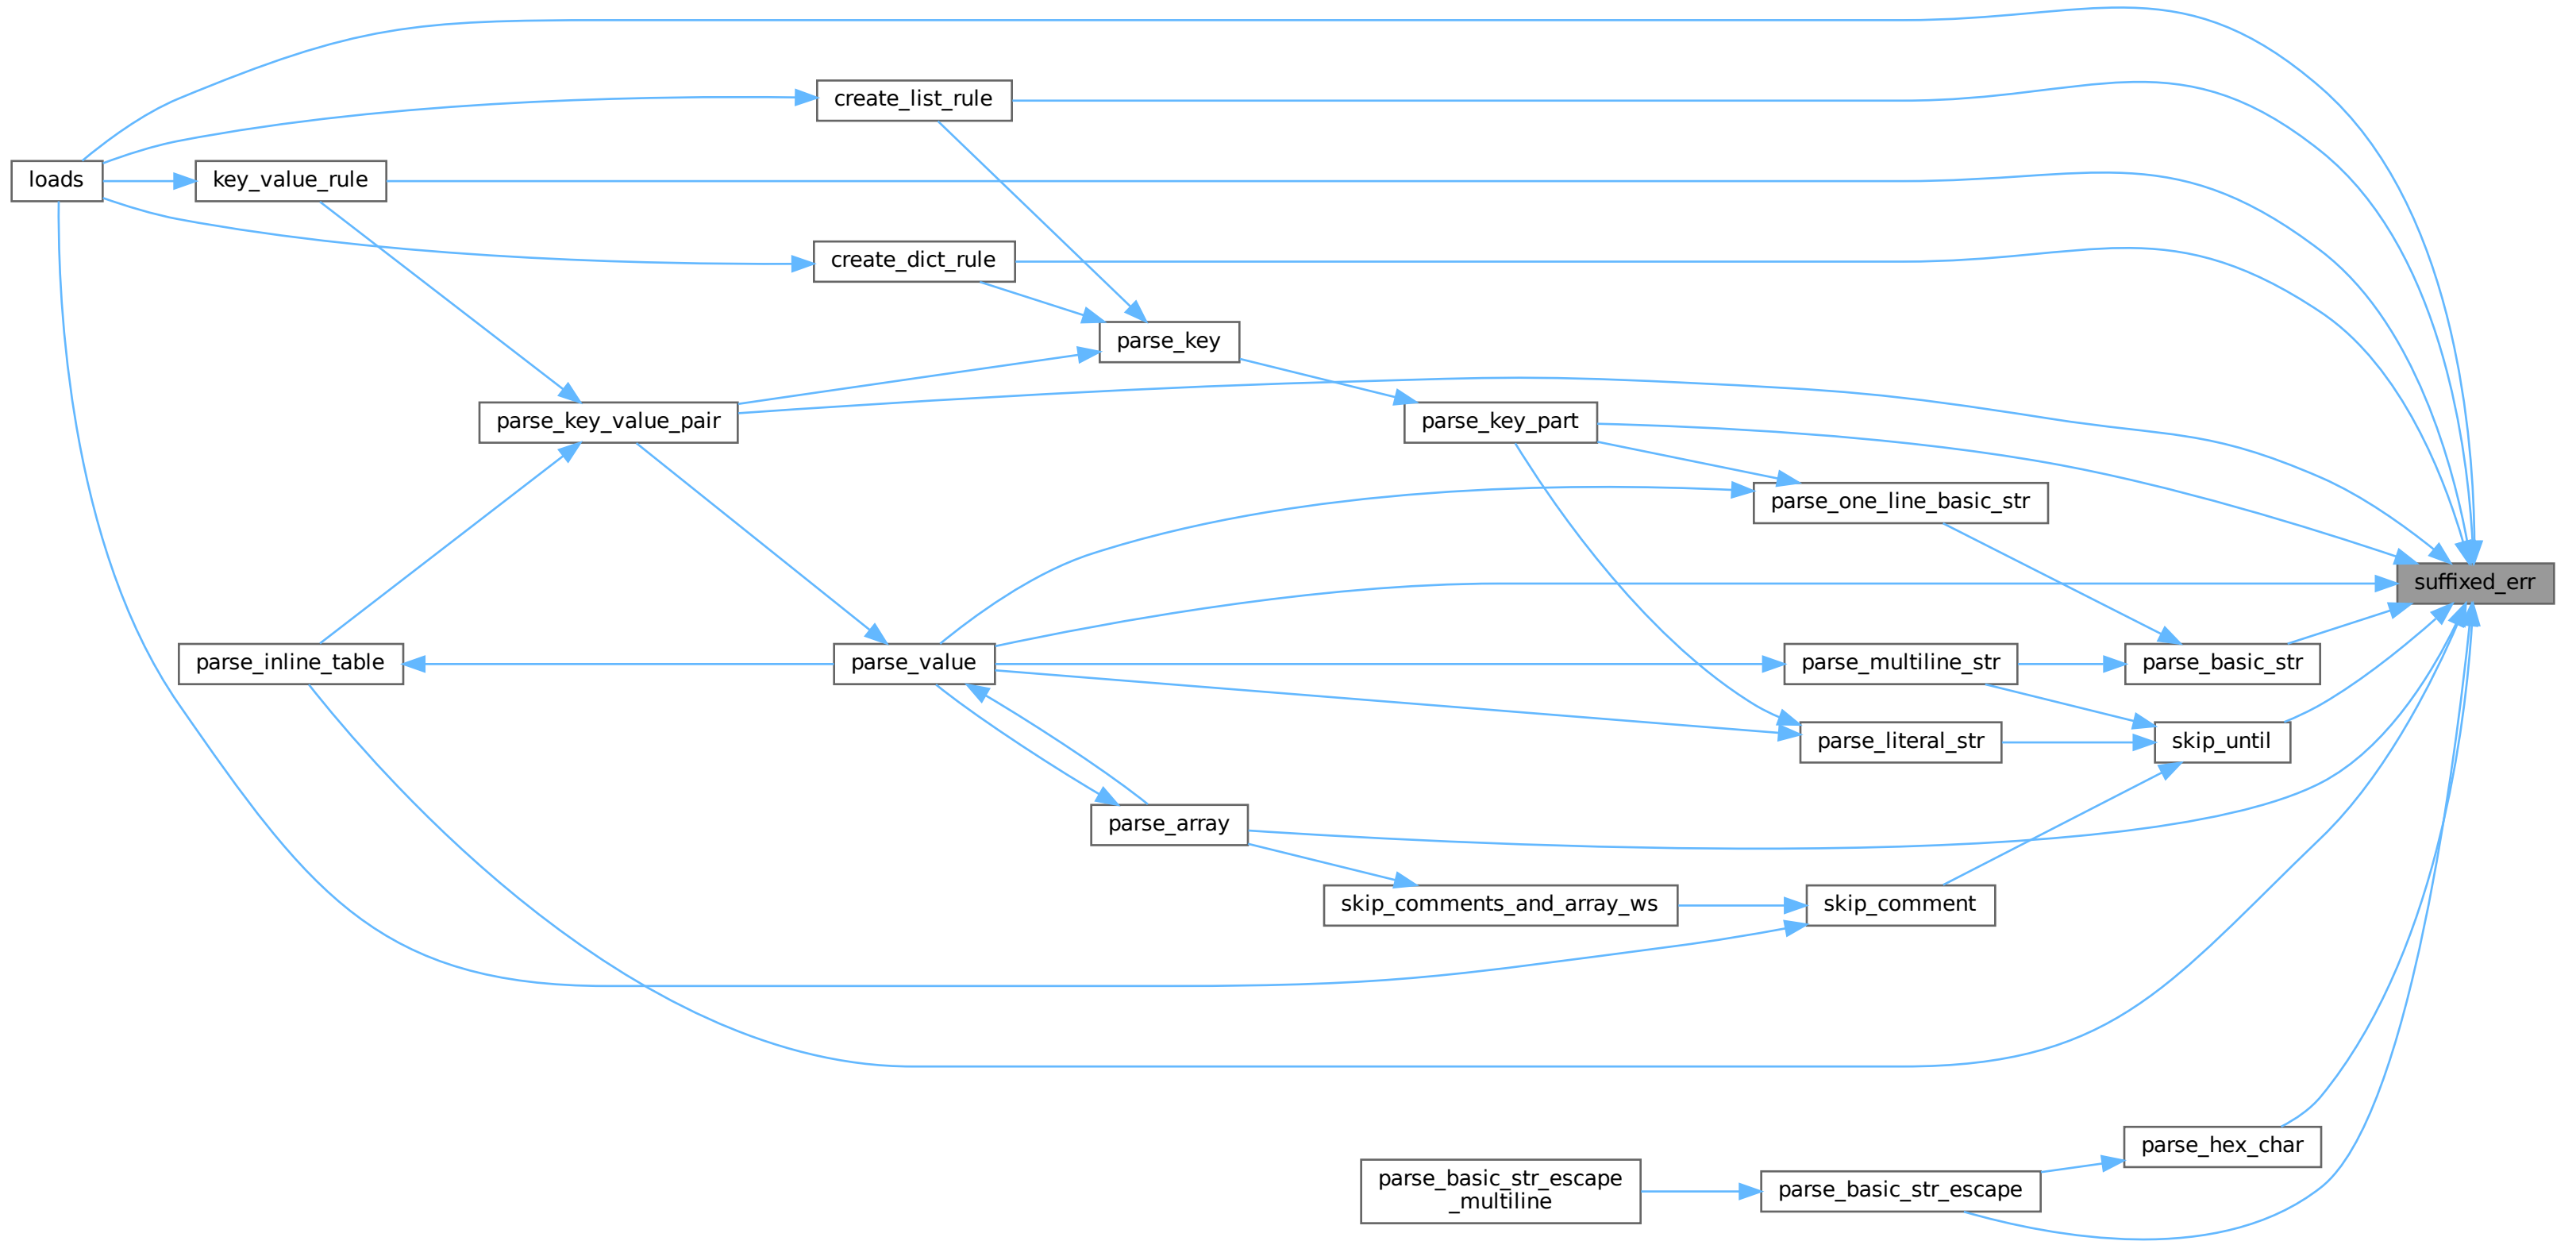 create_list_rule
loads
key_value_rule
create_dict_rule
parse_key
parse_key_value_pair
parse_key_part
parse_one_line_basic_str
suffixed_err
parse_inline_table
parse_value
parse_multiline_str
parse_basic_str
parse_literal_str
skip_until
parse_array
skip_comments_and_array_ws
skip_comment
parse_hex_char
parse_basic_str_escape
_multiline
parse_basic_str_escape